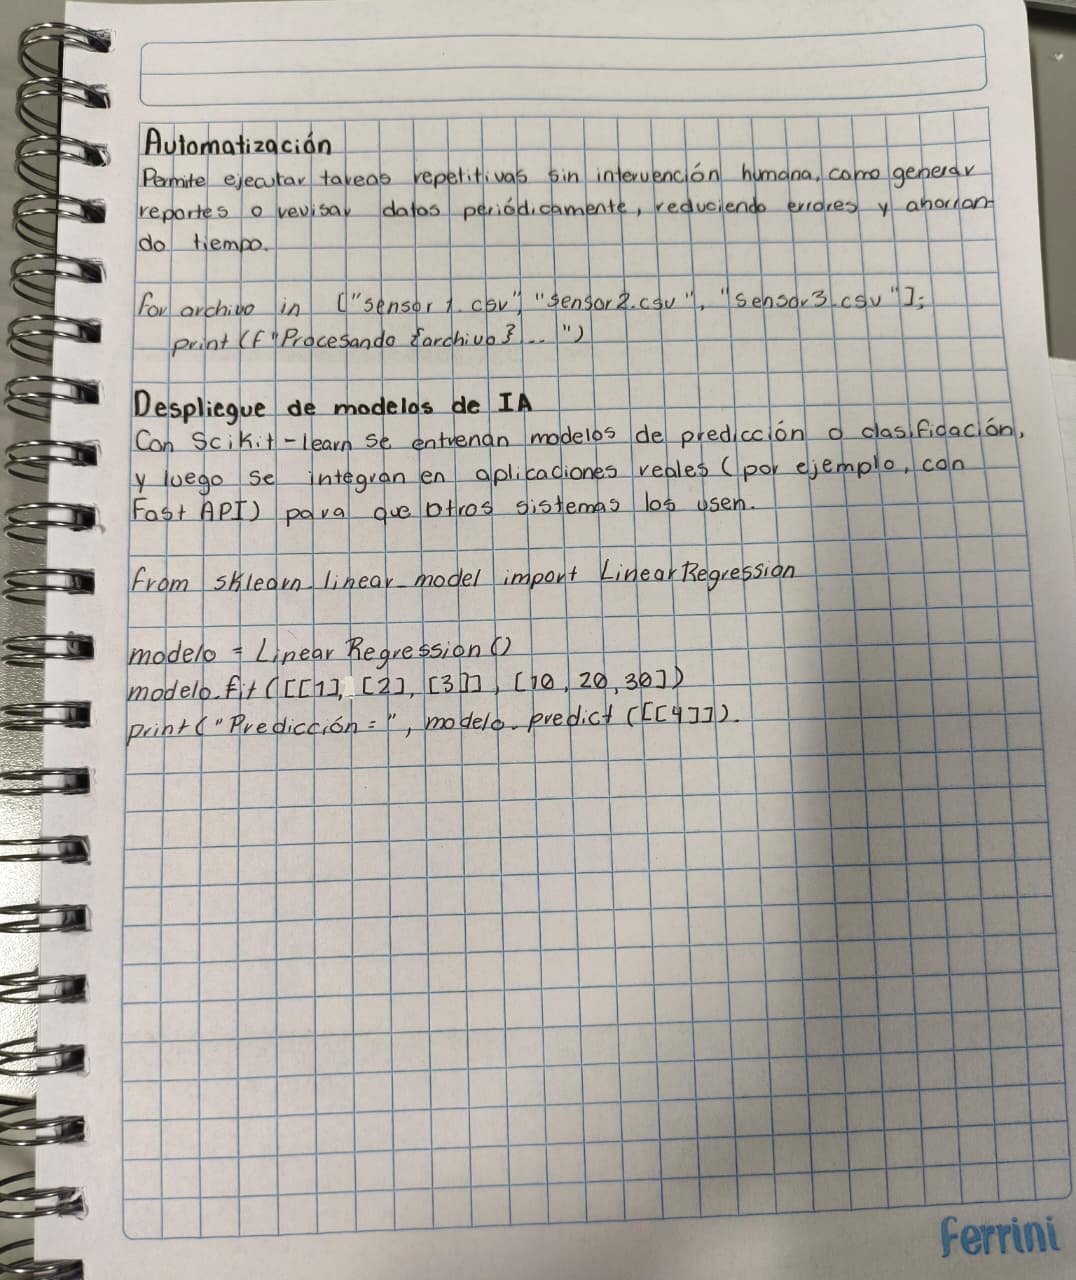 Automatización
Permite ejecutar tareas repetitivas sin intervención humana, como generar
reportes o revisar datos periódicamente, reduciendo errores y ahorran-
do tiempo.
For archivo in ["sensor 1.csv", "sensor2.csv", "sensor3.csv"];
print(f"Procesando {archivo}...")
Despliegue de modelos de IA
Con Scikit-learn se entrenan modelos de predicción o clasificación,
y luego se integran en aplicaciones reales (por ejemplo, con
Fast API) para que otros sistemas los usen.
from sklearn.linear_model import LinearRegression
modelo = Linear Regression()
modelo.fit([[1], [2], [3]], [10, 20, 30])
print("Predicción=", modelo.predict([[4]]).
Ferrini